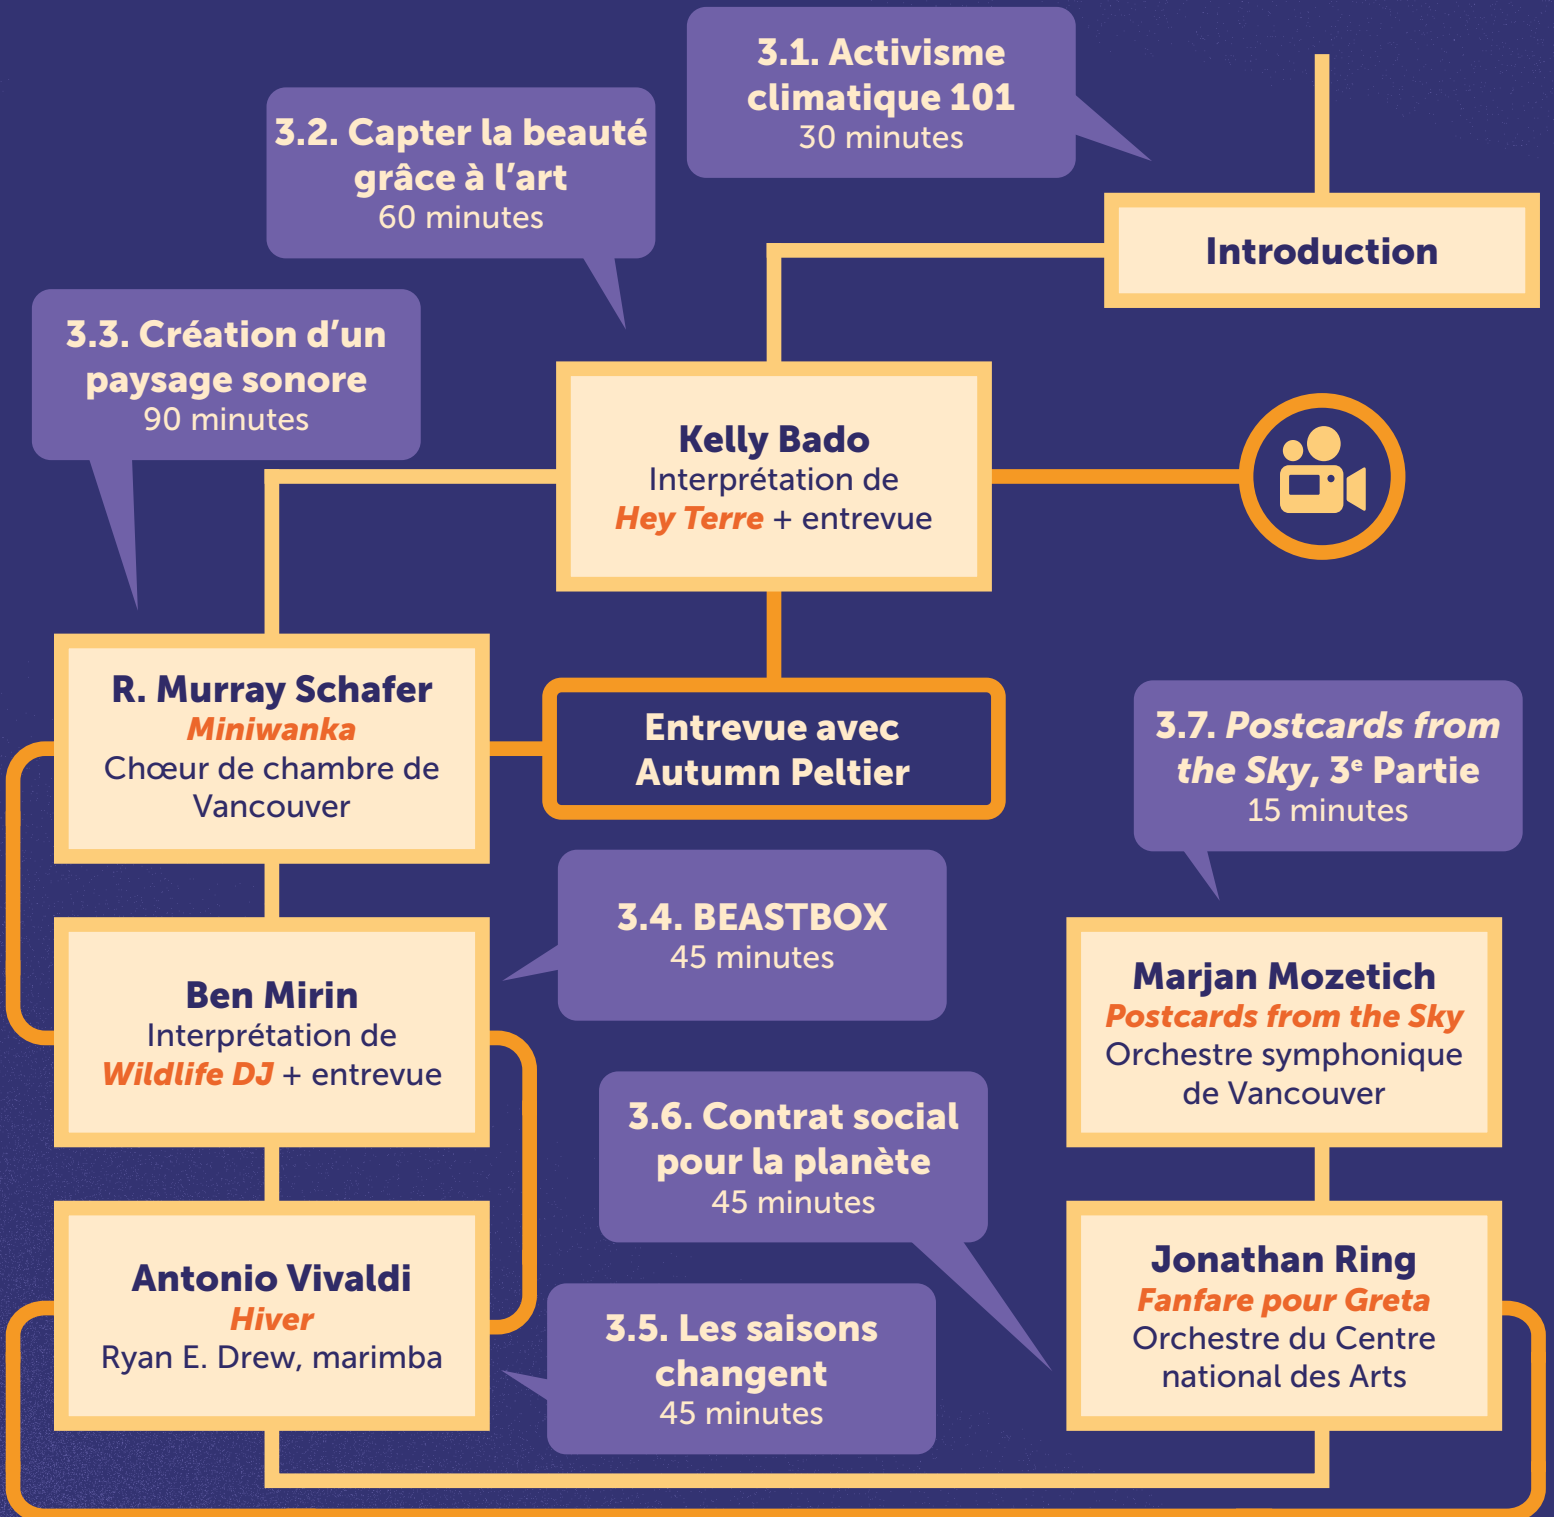 3.1. Activisme
climatique 101
30 minutes
Introduction
3.2. Capter la beauté
grâce à l’art
60 minutes
Kelly Bado
Interprétation de
Hey Terre + entrevue
3.3. Création d’un
paysage sonore
90 minutes
R. Murray Schafer
Miniwanka
Chœur de chambre de
Vancouver
Entrevue avec
Autumn Peltier
3.4. BEASTBOX
45 minutes
Ben Mirin
Interprétation de
Wildlife DJ + entrevue
Antonio Vivaldi
Hiver
Ryan E. Drew, marimba
3.5. Les saisons
changent
45 minutes
3.6. Contrat social
pour la planète
45 minutes
Jonathan Ring
Fanfare pour Greta
Orchestre du Centre
national des Arts
3.7. Postcards from
the Sky, 3e Partie
15 minutes
Marjan Mozetich
Postcards from the Sky
Orchestre symphonique
de Vancouver